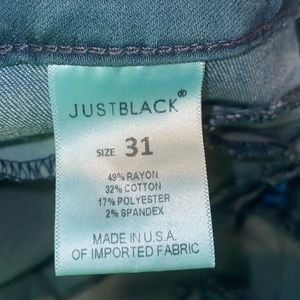 JUSTBLACK®
SIZE 31
49% RAYON
32% COTTON
17% POLYESTER
2% SPANDEX
MADE IN U.S.A.
OF IMPORTED FABRIC